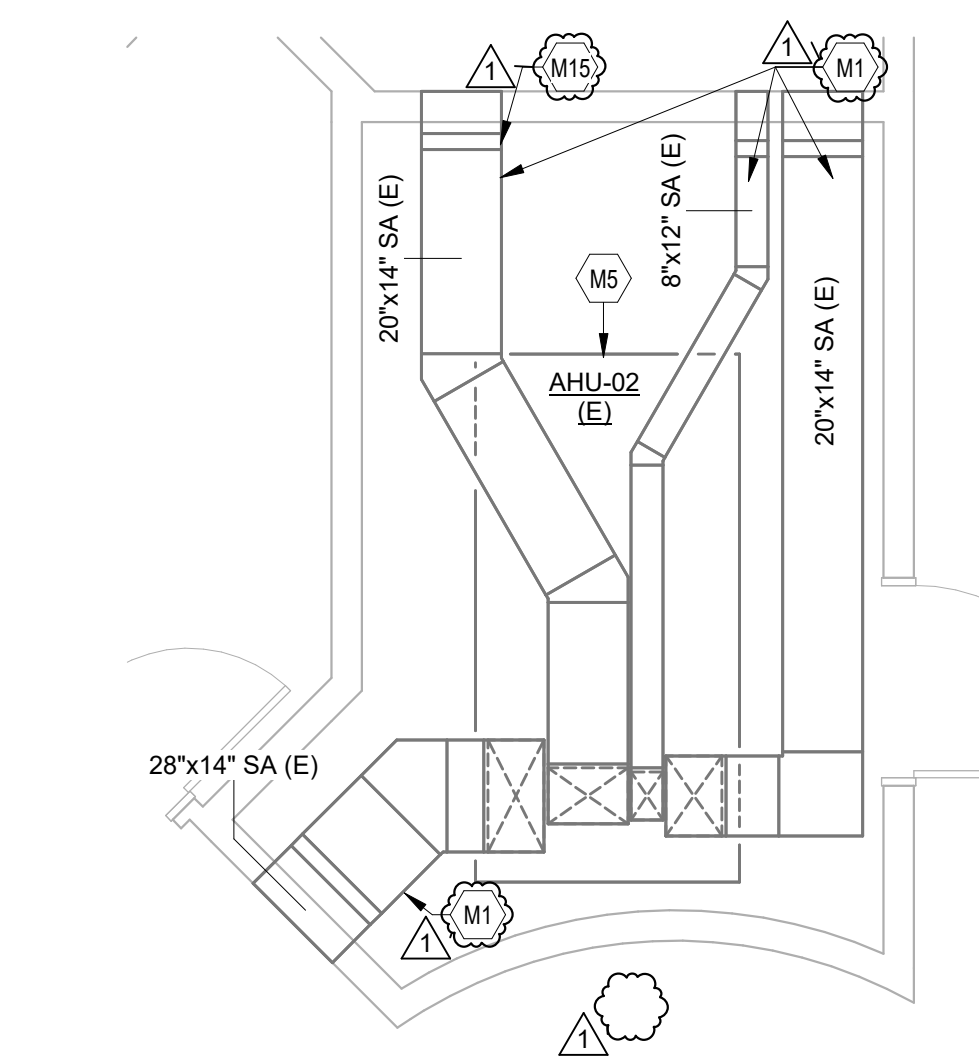 1 M15
1 M1
20"x14" SA (E)
8"x12" SA (E)
M5
20"x14" SA (E)
AHU-02
(E)
28"x14" SA (E)
M1
1
1